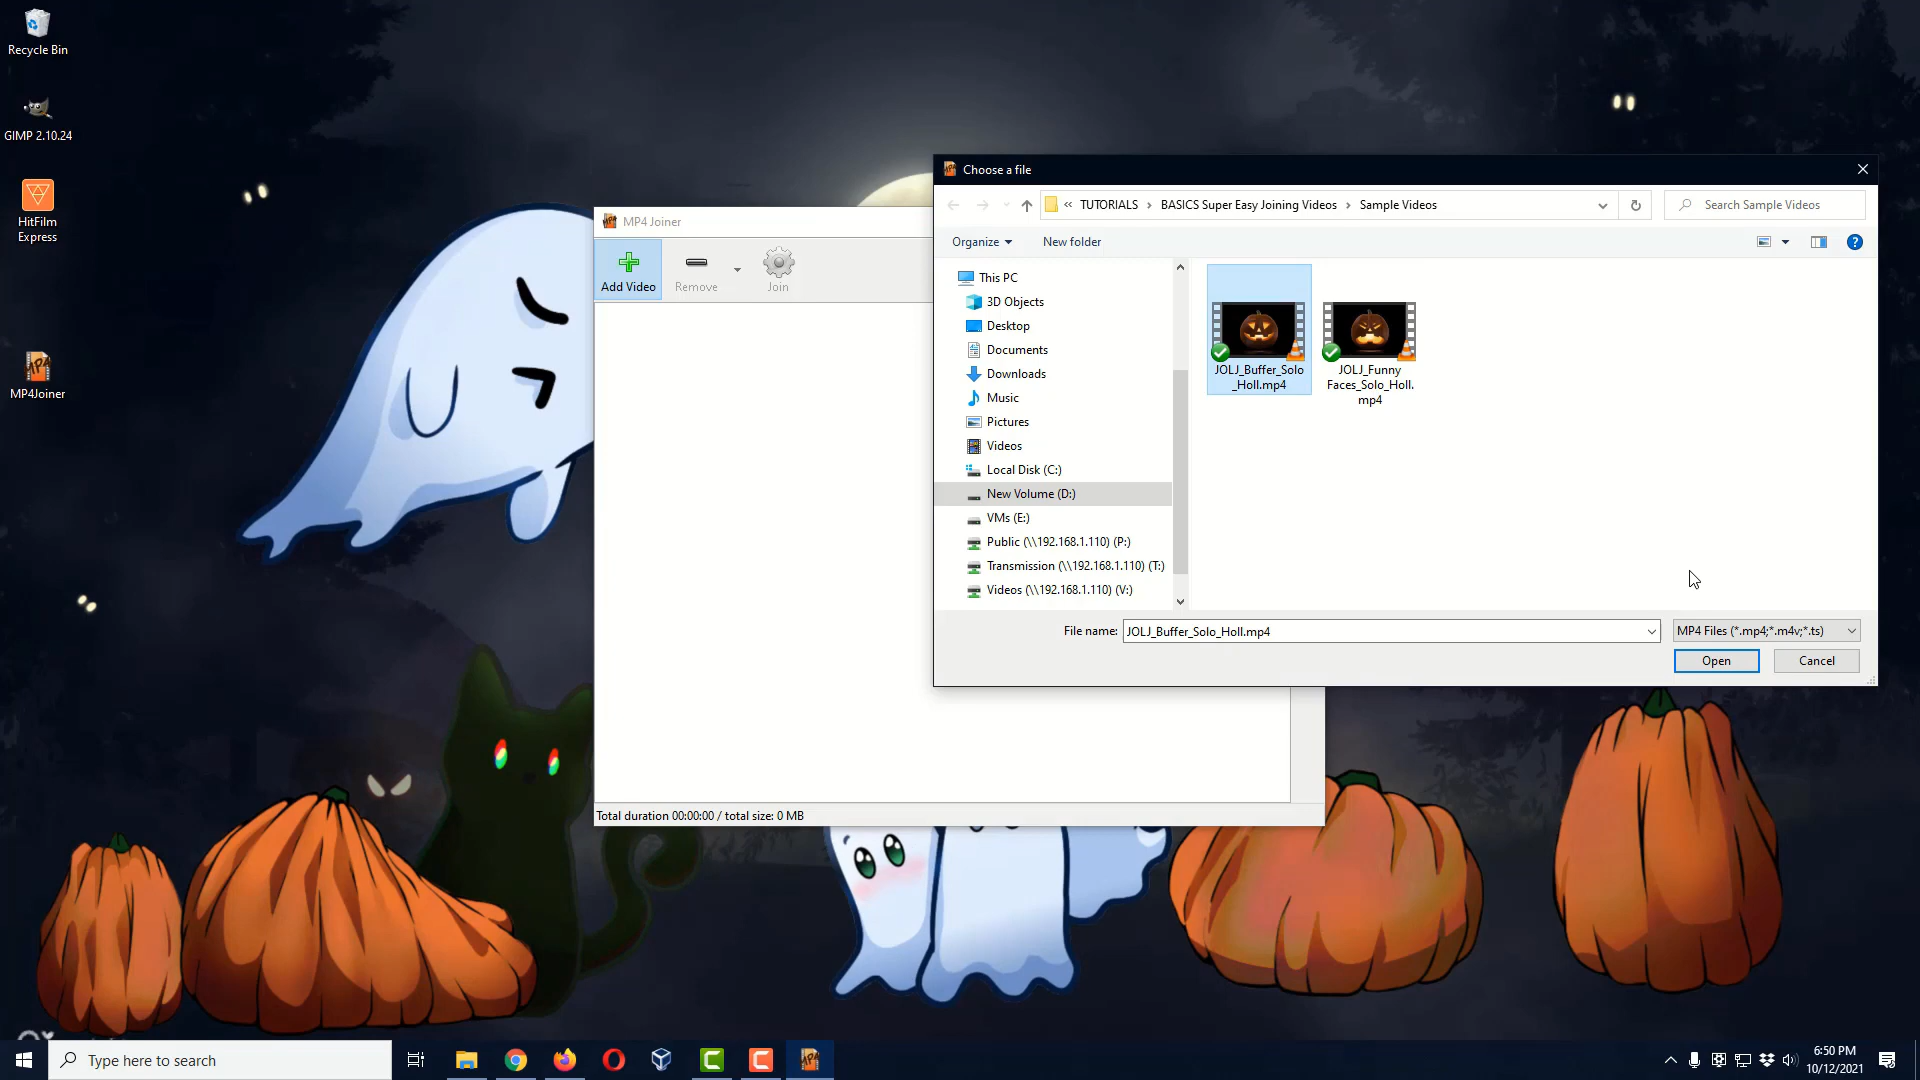 Recycle Bin
GIMP 2.10.24
HitFilm
Express
MP4Joiner
MP4 Joiner
Add Video
Remove
Join
Total duration 00:00:00 / total size: 0 MB
Choose a file
« TUTORIALS › BASICS Super Easy Joining Videos › Sample Videos
Search Sample Videos
Organize
New folder
This PC
3D Objects
Desktop
Documents
Downloads
Music
Pictures
Videos
Local Disk (C:)
New Volume (D:)
VMs (E:)
Public (\\192.168.1.110) (P:)
Transmission (\\192.168.1.110) (T:)
Videos (\\192.168.1.110) (V:)
JOLJ_Buffer_Solo
_Holl.mp4
JOLJ_Funny
Faces_Solo_Holl.
mp4
File name: JOLJ_Buffer_Solo_Holl.mp4
MP4 Files (*.mp4;*.m4v;*.ts)
Open
Cancel
Type here to search
6:50 PM
10/12/2021